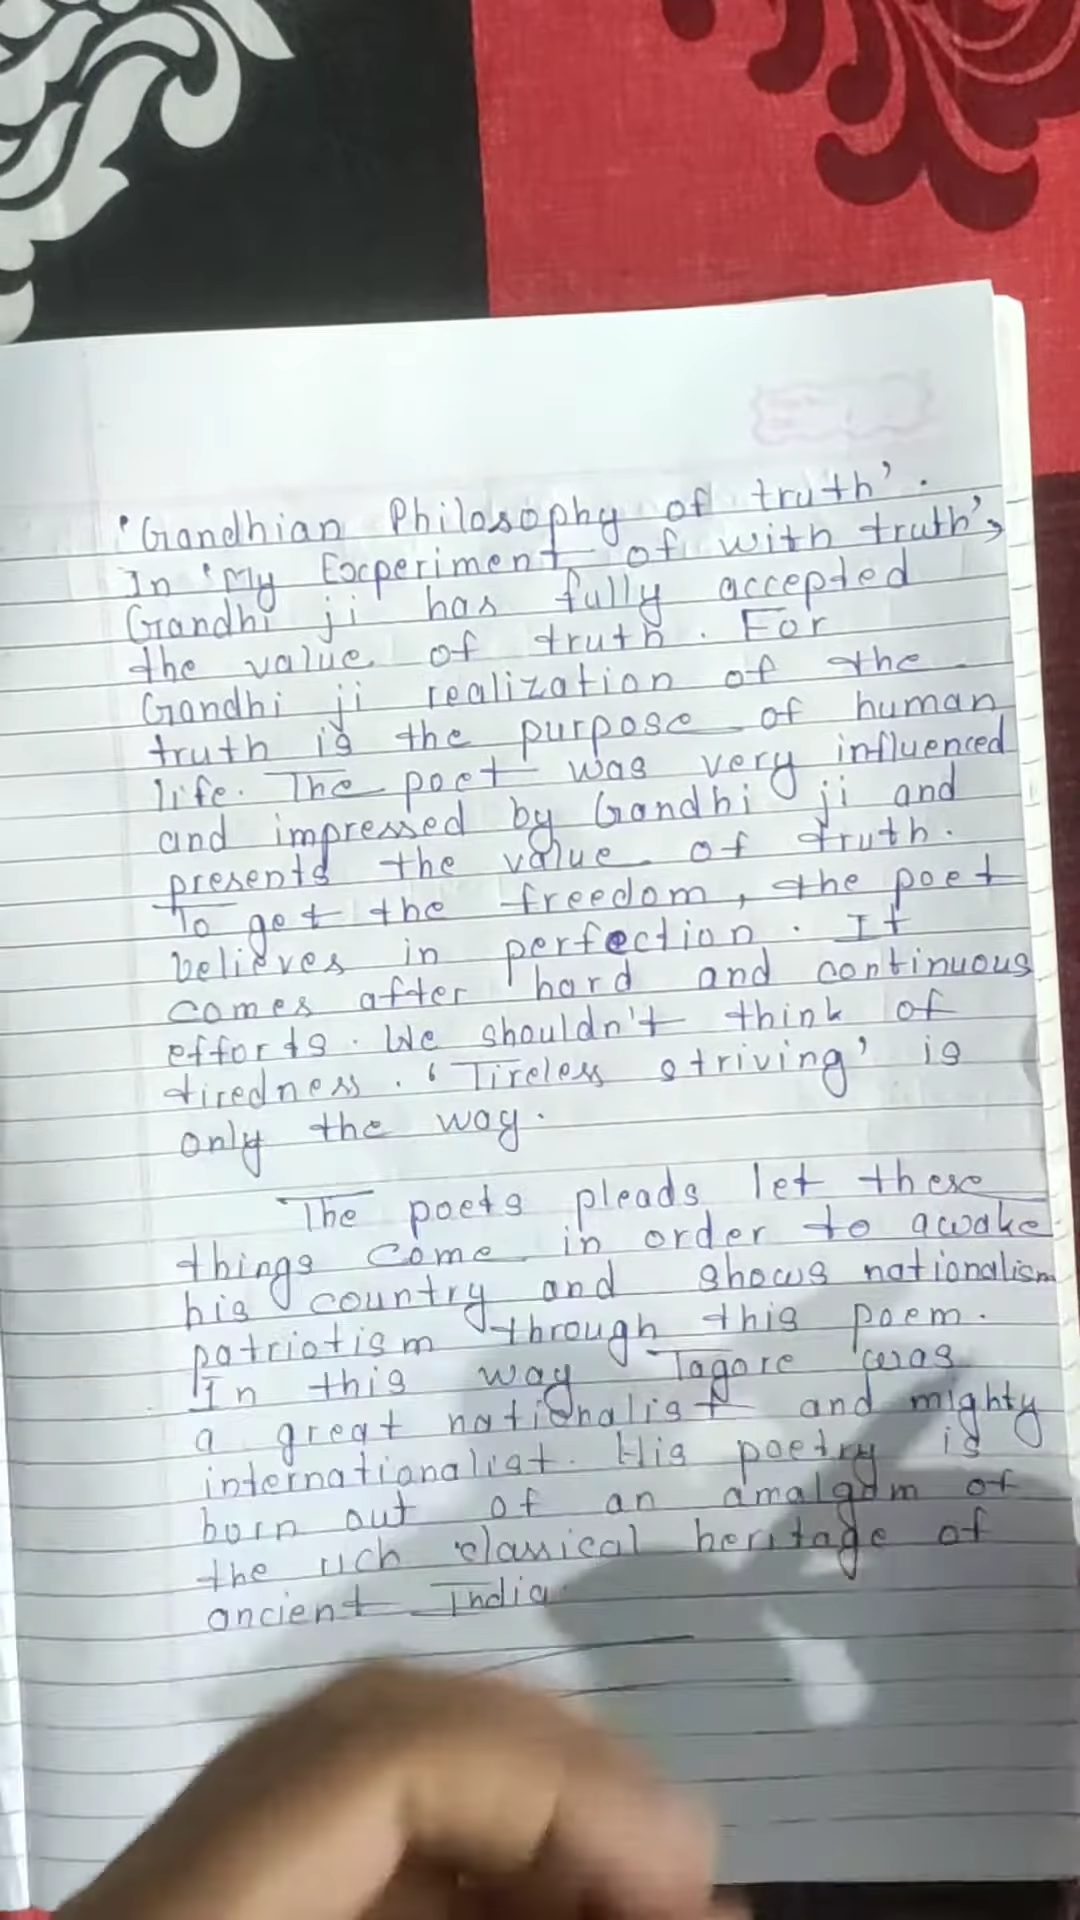 'Gandhian Philosophy of truth'.
In 'My Experiment of with truth',
Gandhi ji has fully accepted
the value of truth. For
Gandhi ji realization of the
truth is the purpose of human
life. The poet was very influenced
and impressed by Gandhi ji and
presents the value of truth.
To get the freedom, the poet
believes in perfection. It
comes after hard and continuous
efforts. We shouldn't think of
tiredness. 'Tireless striving' is
only the way.
The poets pleads let these
things come in order to awake
his country and shows nationalism
patriotism through this poem.
In this way Tagore was
a great nationalist and mighty
internationalist. His poetry is
born out of an amalgam of
the rich classical heritage of
ancient India